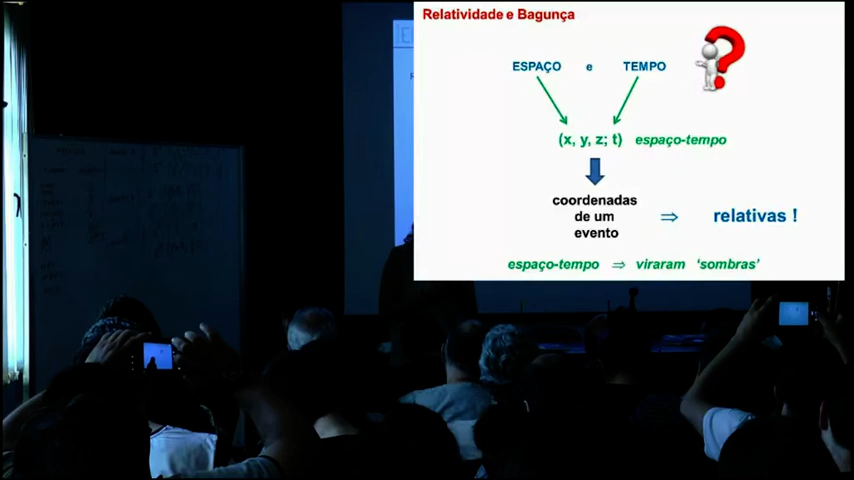 Relatividade e Bagunça
ESPAÇO e TEMPO
(x, y, z; t) espaço-tempo
coordenadas
de um
evento
⇒ relativas !
espaço-tempo ⇒ viraram ‘sombras’